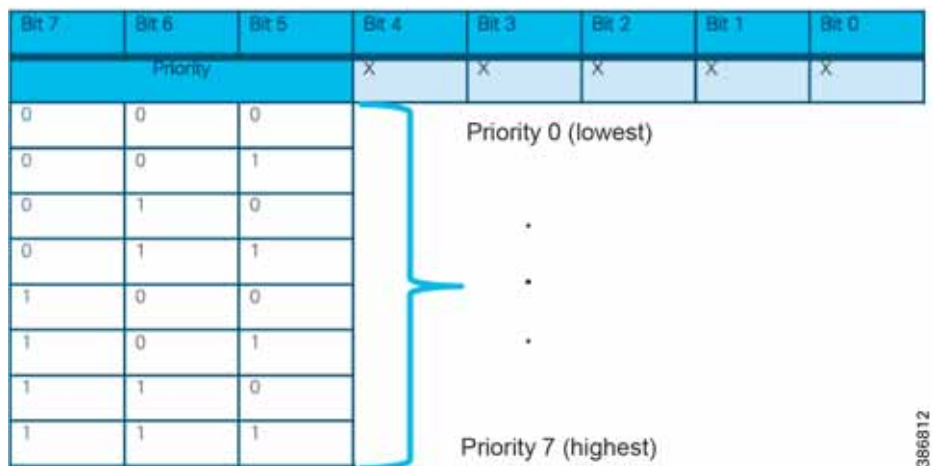 Bit 7 Bit 6 Bit 5 Bit 4 Bit 3 Bit 2 Bit 1 Bit 0
Priority X X X X X
0 0 0
Priority 0 (lowest)
0 0 1
0 1 0
0 1 1
1 0 0
1 0 1
1 1 0
1 1 1
Priority 7 (highest)
386812